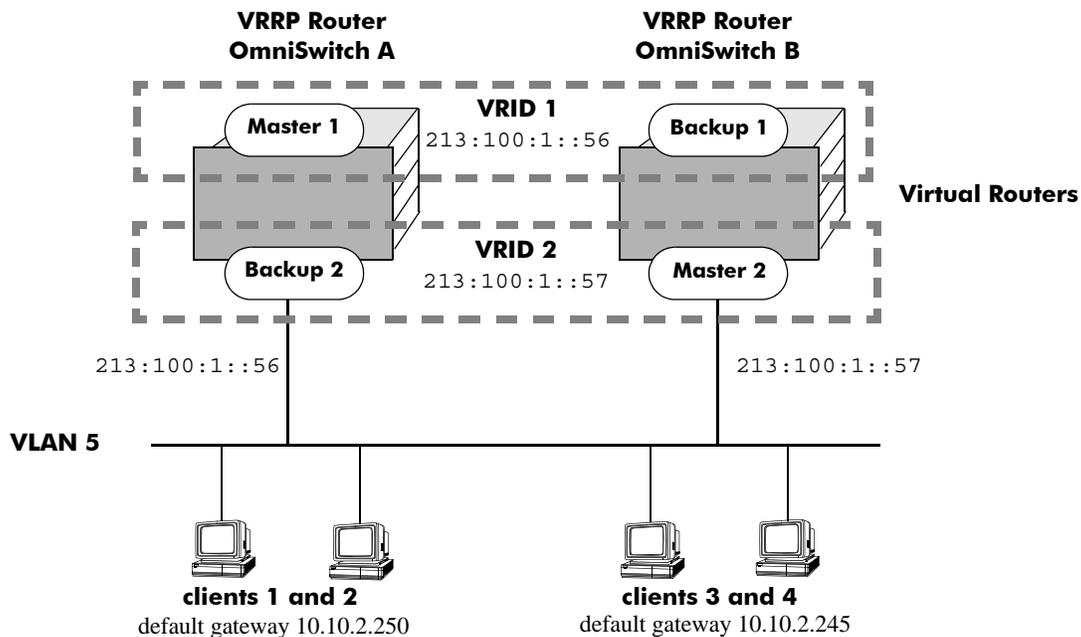 VRRP Router
OmniSwitch A
VRRP Router
OmniSwitch B
VRID 1
Master 1
213:100:1::56
Backup 1
Virtual Routers
VRID 2
Backup 2
213:100:1::57
Master 2
213:100:1::56
213:100:1::57
VLAN 5
clients 1 and 2
default gateway 10.10.2.250
clients 3 and 4
default gateway 10.10.2.245